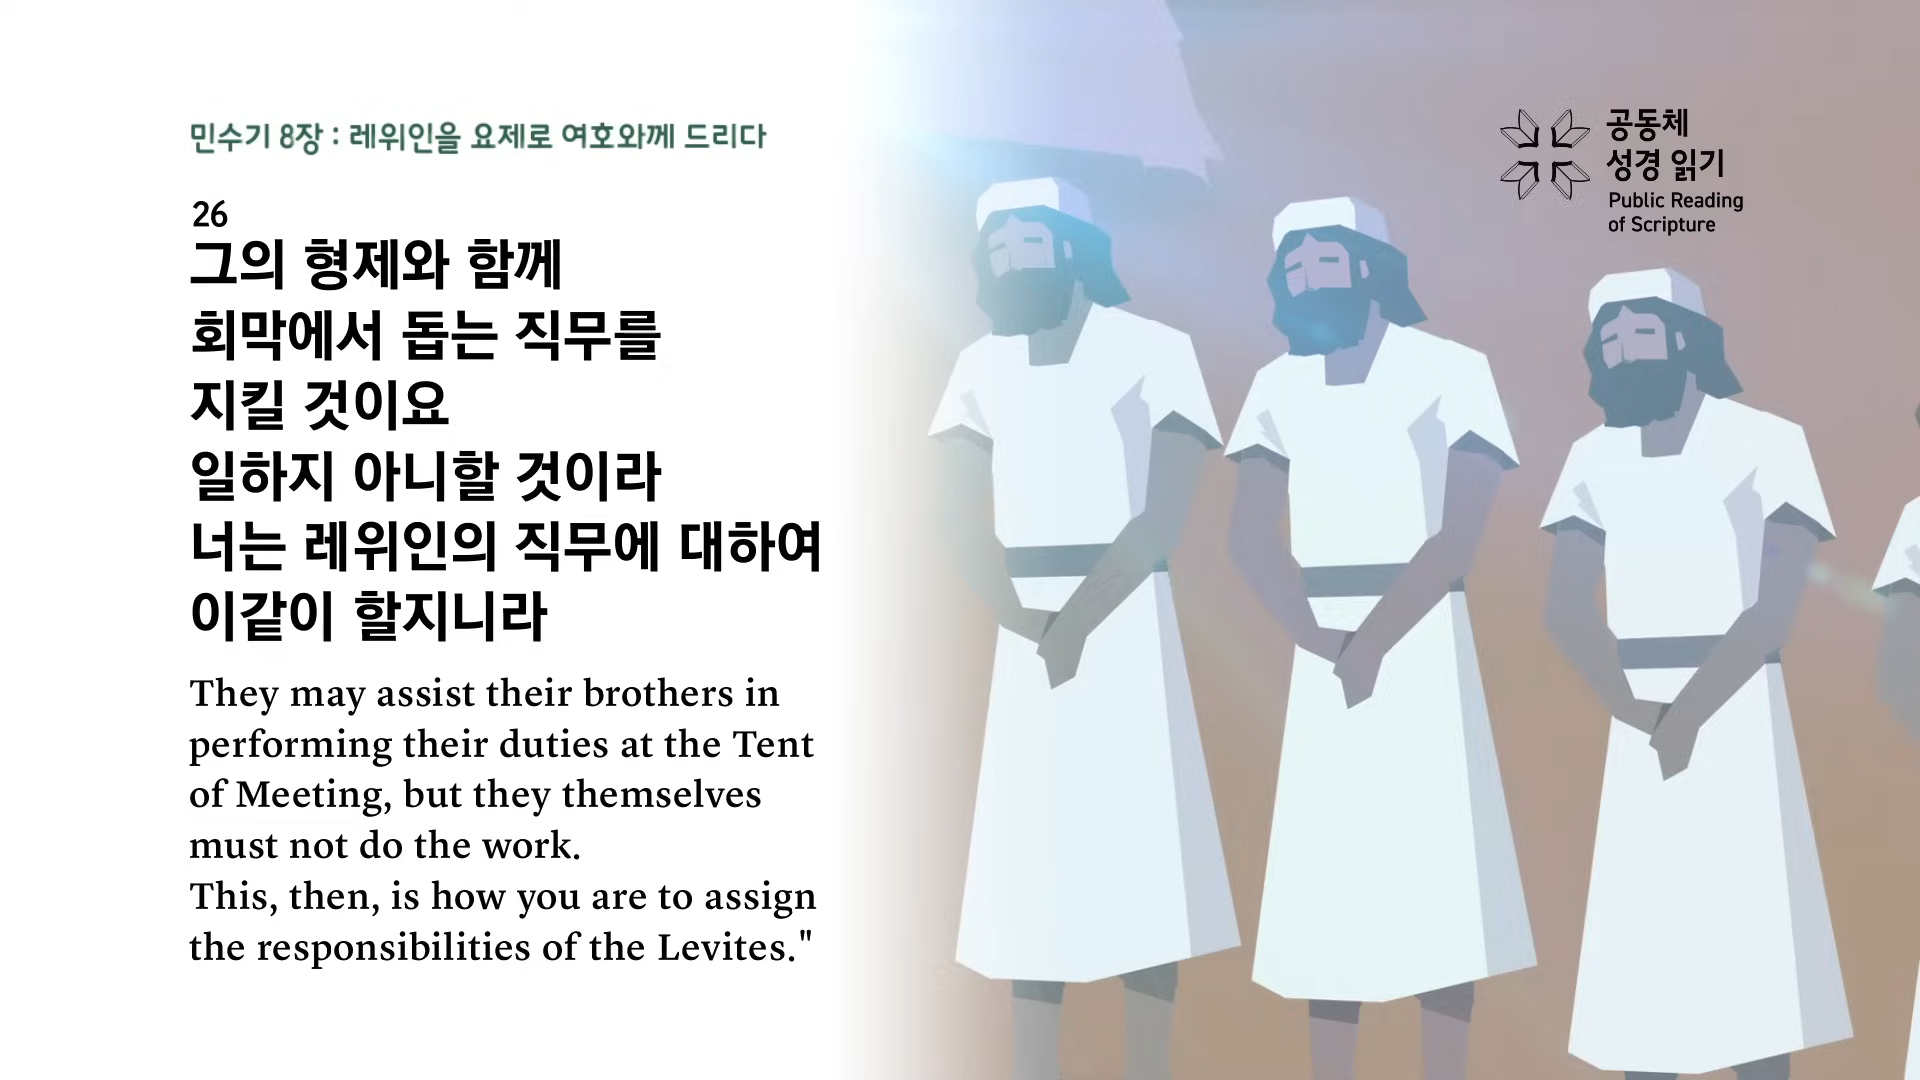 민수기 8장 : 레위인을 요제로 여호와께 드리다
26
그의 형제와 함께
회막에서 돕는 직무를
지킬 것이요
일하지 아니할 것이라
너는 레위인의 직무에 대하여
이같이 할지니라
They may assist their brothers in
performing their duties at the Tent
of Meeting, but they themselves
must not do the work.
This, then, is how you are to assign
the responsibilities of the Levites."
공동체
성경 읽기
Public Reading
of Scripture